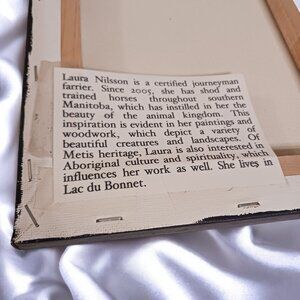 Laura Nilsson is a certified journeyman
farrier. Since 2005, she has shod and
trained horses throughout southern
Manitoba, which has instilled in her the
beauty of the animal kingdom. This
inspiration is evident in her paintings and
woodwork, which depict a variety of
beautiful creatures and landscapes. Of
Metis heritage, Laura is also interested in
Aboriginal culture and spirituality, which
influences her work as well. She lives in
Lac du Bonnet.